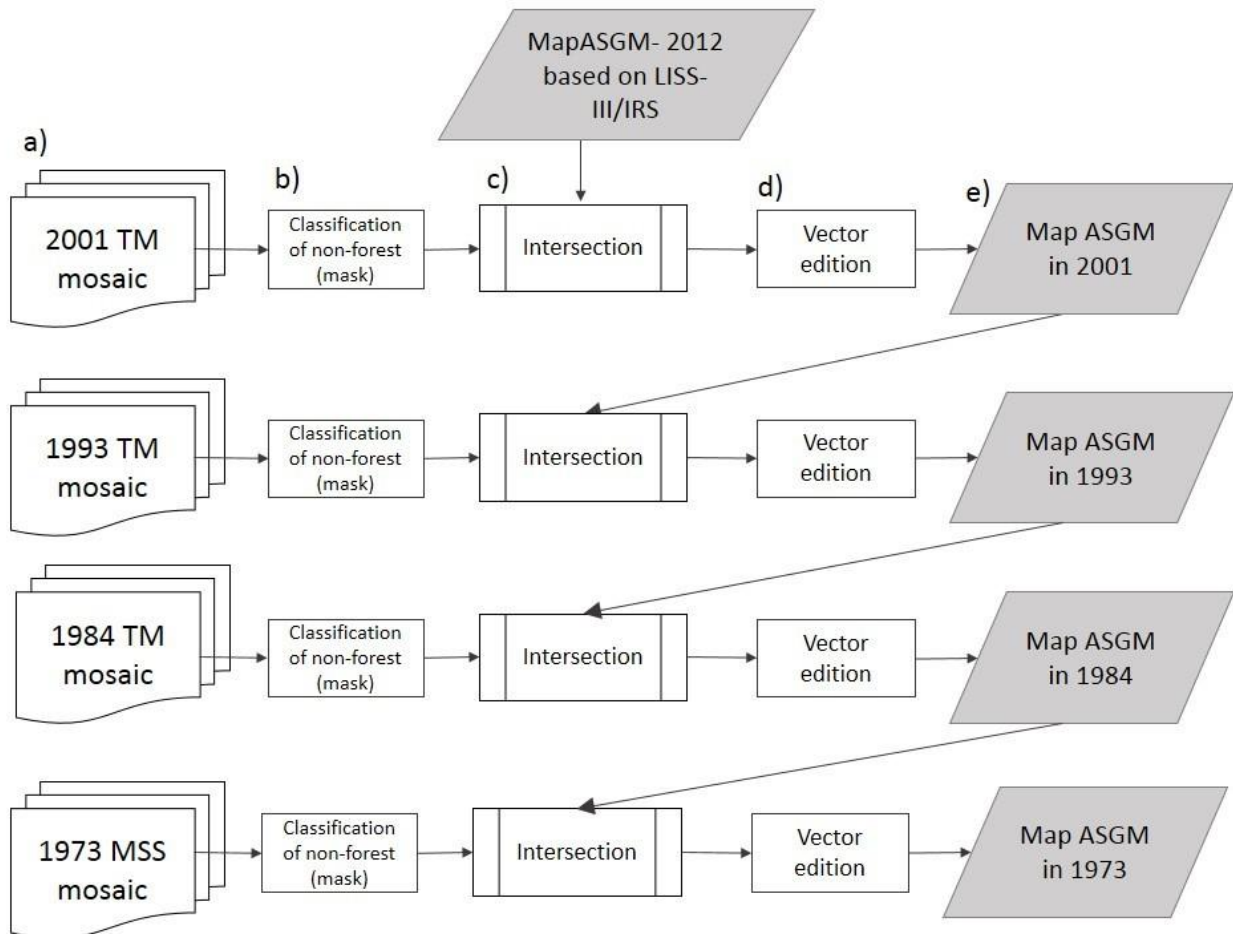 MapASGM- 2012
based on LISS-
III/IRS
a)
b)
c)
d)
e)
2001 TM
mosaic
Classification
of non-forest
(mask)
Intersection
Vector
edition
Map ASGM
in 2001
1993 TM
mosaic
Classification
of non-forest
(mask)
Intersection
Vector
edition
Map ASGM
in 1993
1984 TM
mosaic
Classification
of non-forest
(mask)
Intersection
Vector
edition
Map ASGM
in 1984
1973 MSS
mosaic
Classification
of non-forest
(mask)
Intersection
Vector
edition
Map ASGM
in 1973